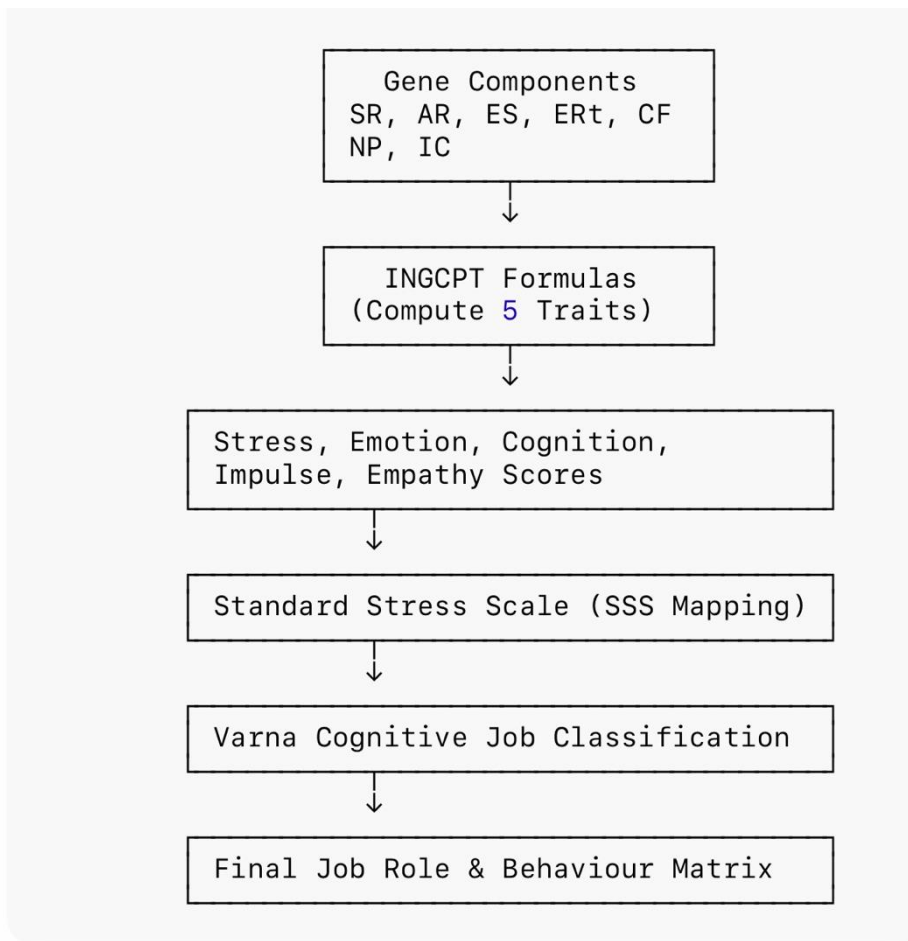 Gene Components
SR, AR, ES, ERt, CF
NP, IC
INGCPT Formulas
(Compute 5 Traits)
Stress, Emotion, Cognition,
Impulse, Empathy Scores
Standard Stress Scale (SSS Mapping)
Varna Cognitive Job Classification
Final Job Role & Behaviour Matrix